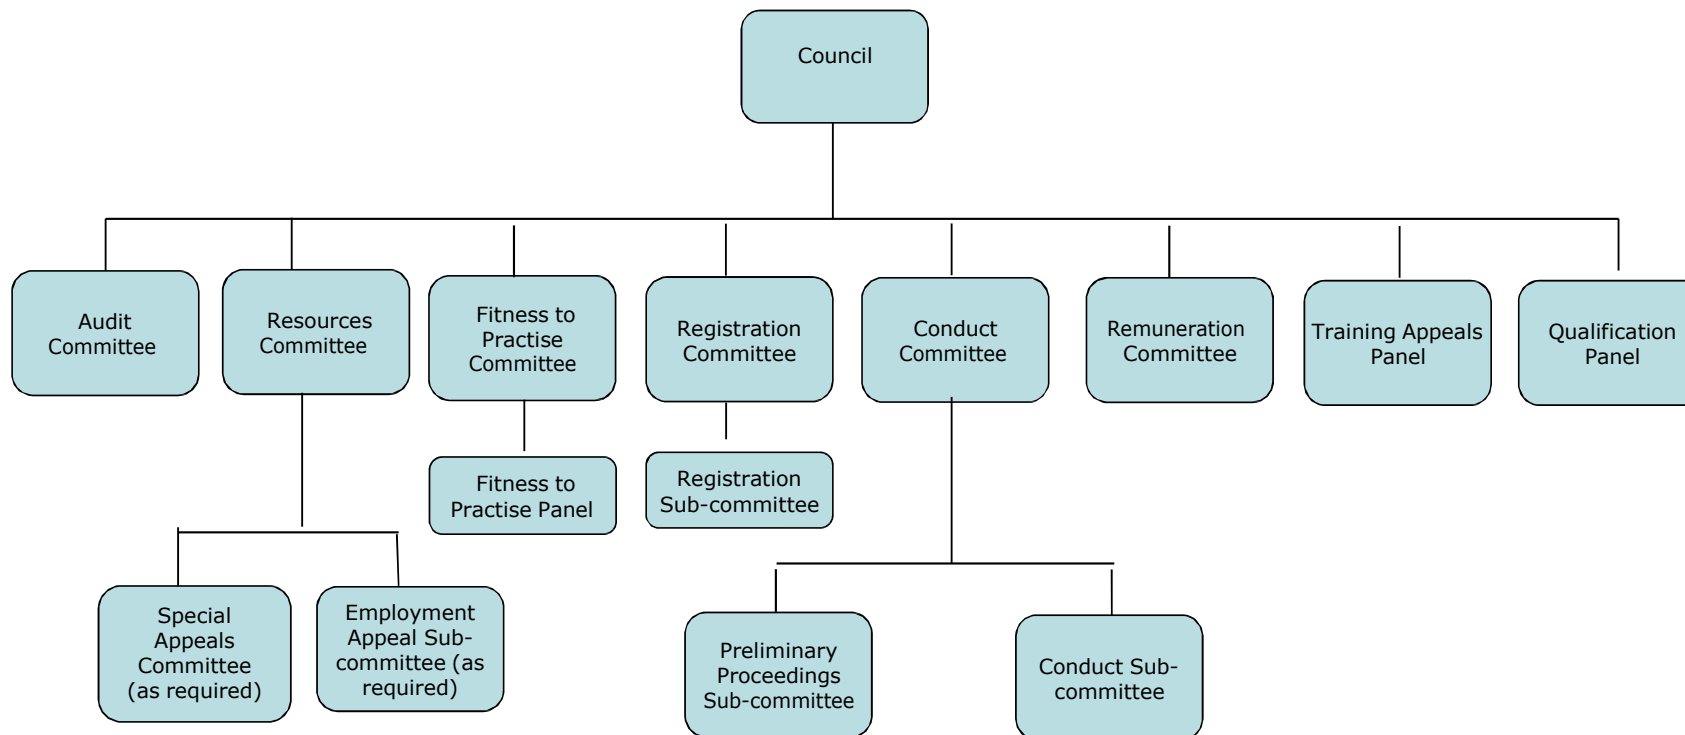 Council
Audit
Committee
Resources
Committee
Fitness to
Practise
Committee
Registration
Committee
Conduct
Committee
Remuneration
Committee
Training Appeals
Panel
Qualification
Panel
Fitness to
Practise Panel
Registration
Sub-committee
Special
Appeals
Committee
(as required)
Employment
Appeal Sub-
committee (as
required)
Preliminary
Proceedings
Sub-committee
Conduct Sub-
committee